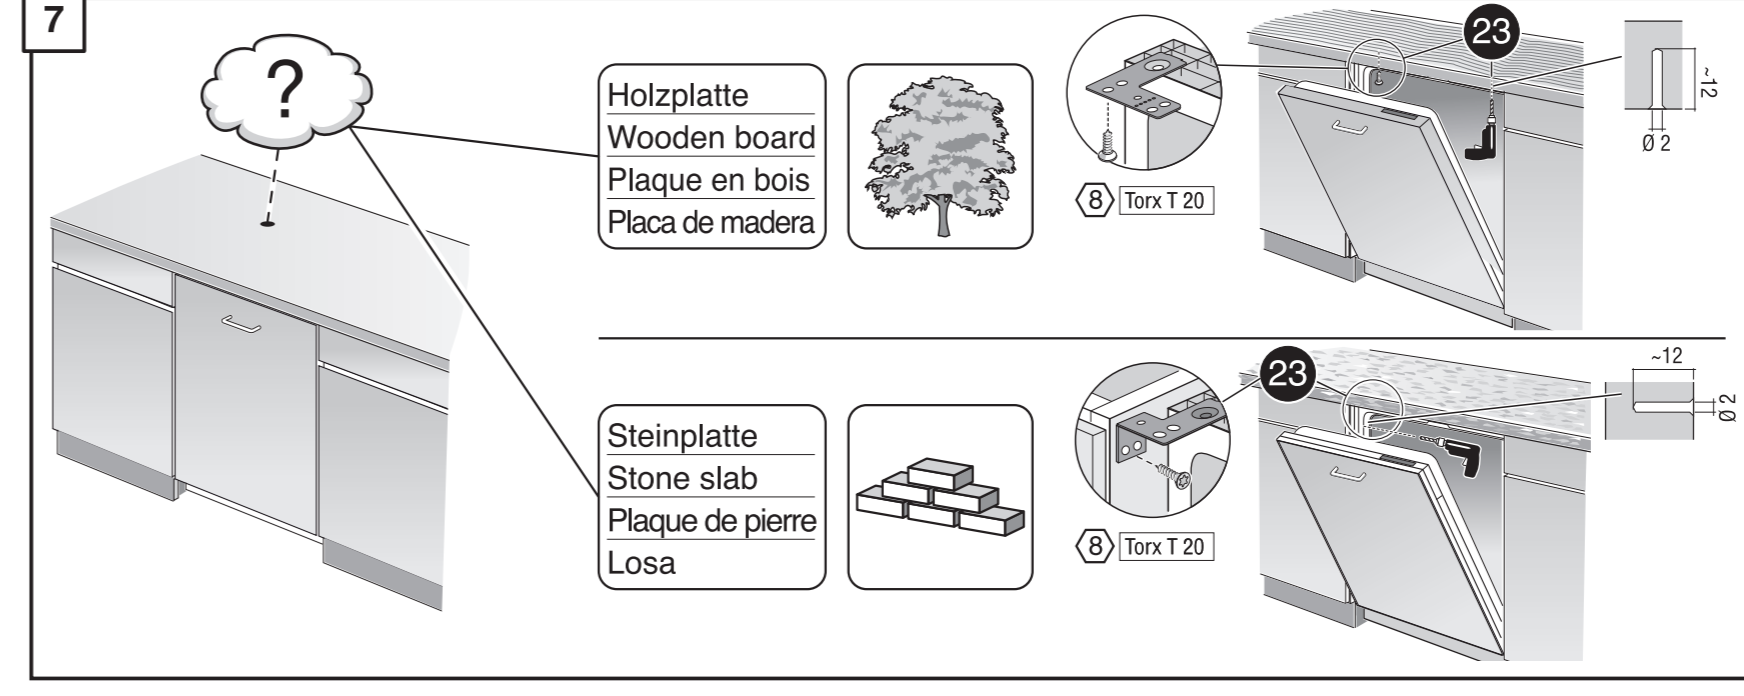 7
?
Holzplatte
Wooden board
Plaque en bois
Placa de madera
8 Torx T 20
23
~12
Ø 2
Steinplatte
Stone slab
Plaque de pierre
Losa
8 Torx T 20
23
~12
Ø 2